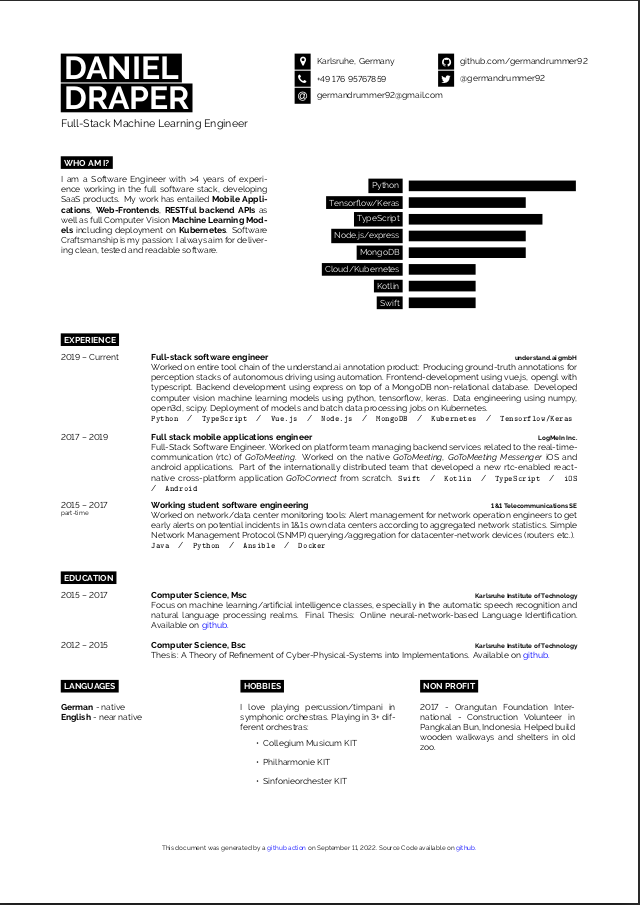 DANIEL
DRAPER
Full-Stack Machine Learning Engineer
Karlsruhe, Germany
+49 176 95767859
@ germandrummer92@gmail.com
github.com/germandrummer92
@germandrummer92
WHO AM I?
I am a Software Engineer with >4 years of experi-
ence working in the full software stack, developing
SaaS products. My work has entailed Mobile Appli-
cations, Web-Frontends, RESTful backend APIs as
well as full Computer Vision Machine Learning Mod-
els including deployment on Kubernetes. Software
Craftsmanship is my passion: I always aim for deliver-
ing clean, tested and readable software.
Python
Tensorflow/Keras
TypeScript
Node.js/express
MongoDB
Cloud/Kubernetes
Kotlin
Swift
EXPERIENCE
2019 – Current
Full-stack software engineer
understand.ai gmbH
Worked on entire tool chain of the understand.ai annotation product: Producing ground-truth annotations for
perception stacks of autonomous driving using automation. Frontend-development using vue.js, opengl with
typescript. Backend development using express on top of a MongoDB non-relational database. Developed
computer vision machine learning models using python, tensorflow, keras. Data engineering using numpy,
open3d, scipy. Deployment of models and batch data processing jobs on Kubernetes.
Python / TypeScript / Vue.js / Node.js / MongoDB / Kubernetes / Tensorflow/Keras
2017 – 2019
Full stack mobile applications engineer
LogMeIn Inc.
Full-Stack Software Engineer. Worked on platform team managing backend services related to the real-time-
communication (rtc) of GoToMeeting. Worked on the native GoToMeeting, GoToMeeting Messenger iOS and
android applications. Part of the internationally distributed team that developed a new rtc-enabled react-
native cross-platform application GoToConnect from scratch. Swift / Kotlin / TypeScript / iOS
/ Android
2015 – 2017
part-time
Working student software engineering
1&1 Telecommunications SE
Worked on network/data center monitoring tools: Alert management for network operation engineers to get
early alerts on potential incidents in 1&1s own data centers according to aggregated network statistics. Simple
Network Management Protocol (SNMP) querying/aggregation for datacenter-network devices (routers etc.).
Java / Python / Ansible / Docker
EDUCATION
2015 – 2017
Computer Science, Msc
Karlsruhe Institute of Technology
Focus on machine learning/artificial intelligence classes, especially in the automatic speech recognition and
natural language processing realms. Final Thesis: Online neural-network-based Language Identification.
Available on github.
2012 – 2015
Computer Science, Bsc
Karlsruhe Institute of Technology
Thesis: A Theory of Refinement of Cyber-Physical-Systems into Implementations. Available on github.
LANGUAGES
German - native
English - near native
HOBBIES
I love playing percussion/timpani in
symphonic orchestras. Playing in 3+ dif-
ferent orchestras:
• Collegium Musicum KIT
• Philharmonie KIT
• Sinfonieorchester KIT
NON PROFIT
2017 - Orangutan Foundation Inter-
national - Construction Volunteer in
Pangkalan Bun, Indonesia. Helped build
wooden walkways and shelters in old
zoo.
This document was generated by a github action on September 11, 2022. Source Code available on github.